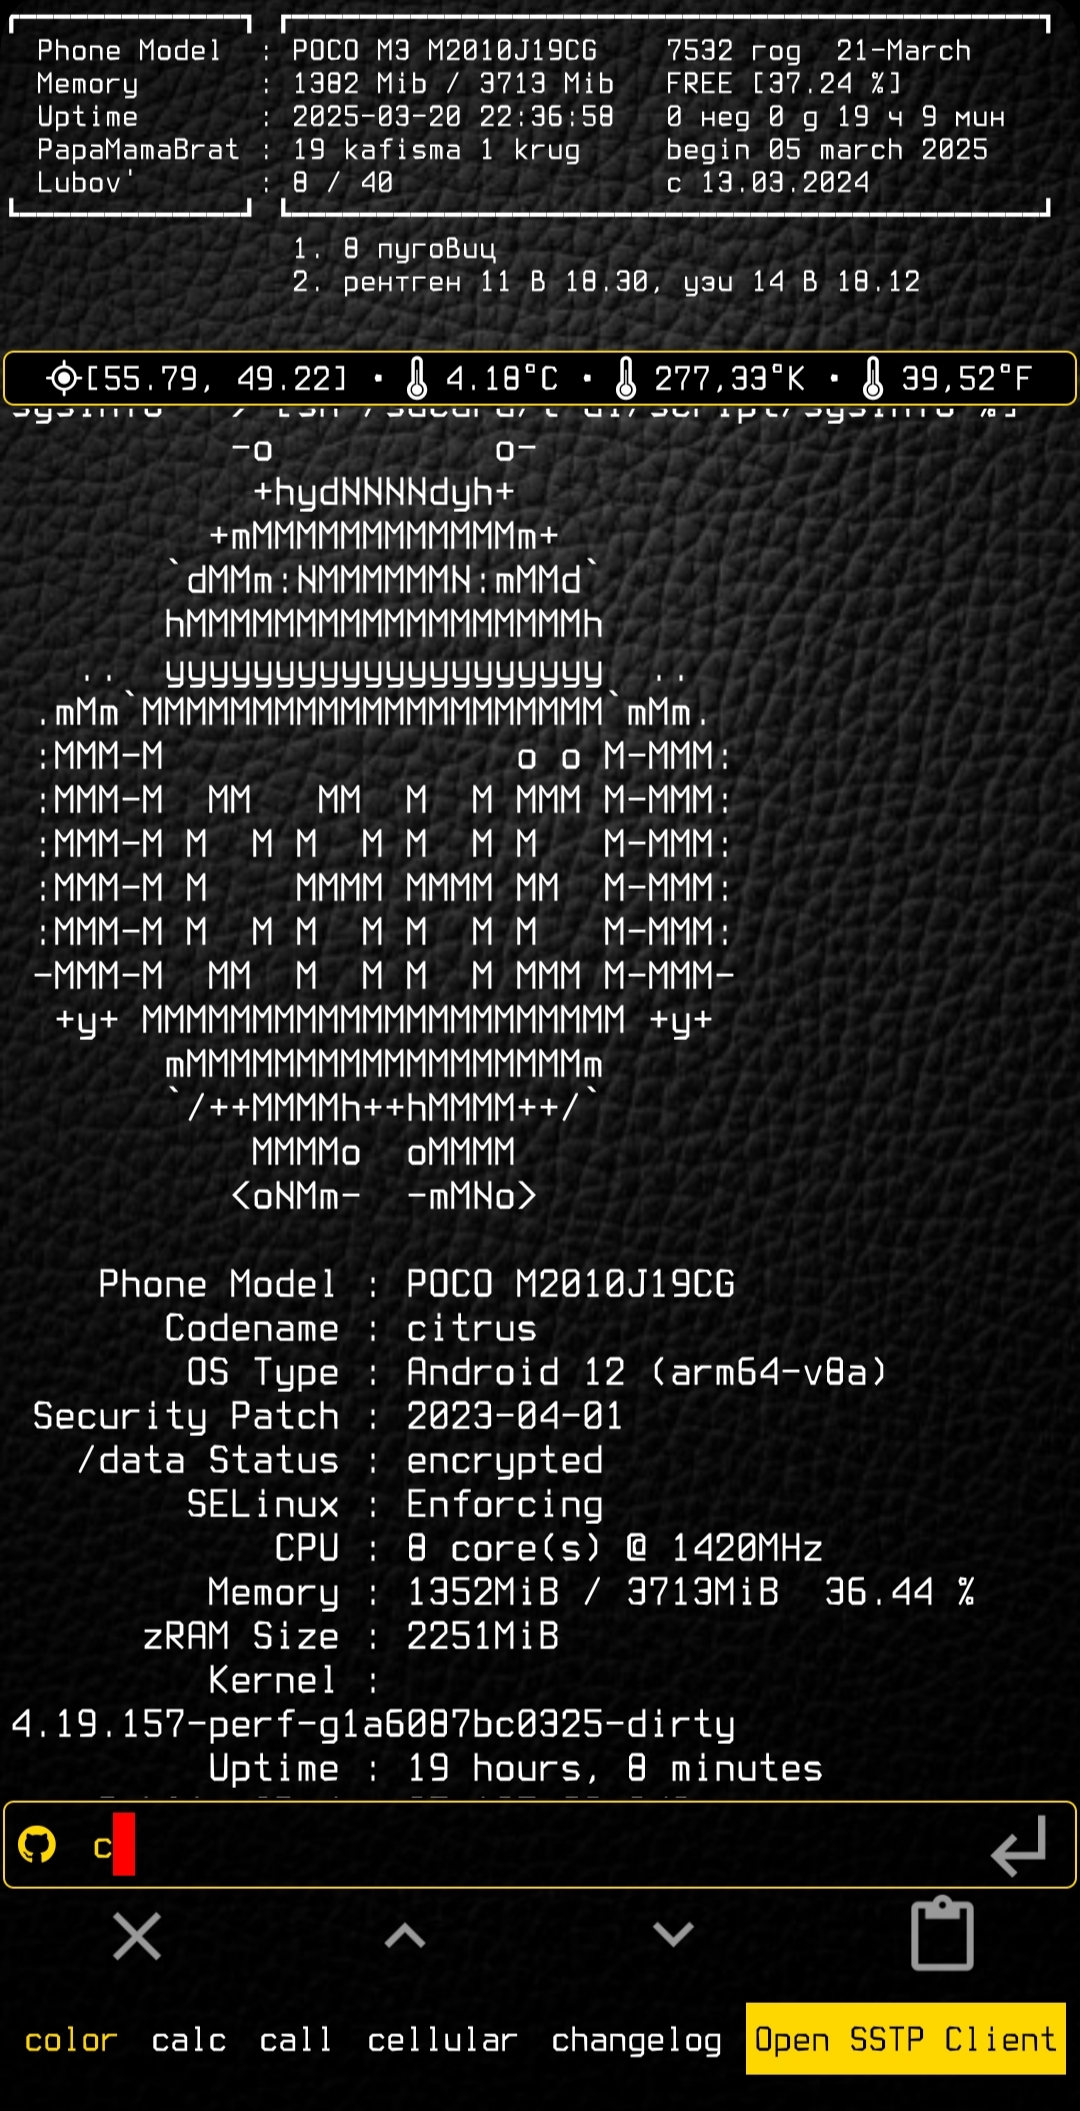 Phone Model  : POCO M3 M2010J19CG    7532 год  21-March
Memory       : 1382 Mib / 3713 Mib   FREE [37.24 %]
Uptime       : 2025-03-20 22:36:58   0 нед 0 д 19 ч 9 мин
PapaMamaBrat : 19 kafisma 1 krug     begin 05 march 2025
Lubov'       : 8 / 40                с 13.03.2024
1. 8 пуговиц
2. рентген 11 в 18.30, узи 14 в 18.12
[55.79, 49.22] · 4.18°C · 277,33°K · 39,52°F
-o          o-
+hydNNNNdyh+
+mMMMMMMMMMMMMMm+
`dMMm:NMMMMMMN:mMMd`
hMMMMMMMMMMMMMMMMMMh
..  yyyyyyyyyyyyyyyyyyyy  ..
.mMm`MMMMMMMMMMMMMMMMMMMMM`mMm.
:MMM-M                o o M-MMM:
:MMM-M  MM   MM  M  M MMM M-MMM:
:MMM-M M  M M  M M  M M   M-MMM:
:MMM-M M    MMMM MMMM MM  M-MMM:
:MMM-M M  M M  M M  M M   M-MMM:
-MMM-M  MM  M  M M  M MMM M-MMM-
+y+ MMMMMMMMMMMMMMMMMMMMMM +y+
mMMMMMMMMMMMMMMMMMMm
`/++MMMMh++hMMMM++/`
MMMMo  oMMMM
<oNMm-  -mMNo>
Phone Model : POCO M2010J19CG
Codename : citrus
OS Type : Android 12 (arm64-v8a)
Security Patch : 2023-04-01
/data Status : encrypted
SELinux : Enforcing
CPU : 8 core(s) @ 1420MHz
Memory : 1352MiB / 3713MiB  36.44 %
zRAM Size : 2251MiB
Kernel :
4.19.157-perf-g1a6087bc0325-dirty
Uptime : 19 hours, 8 minutes
c
color calc call cellular changelog Open SSTP Client